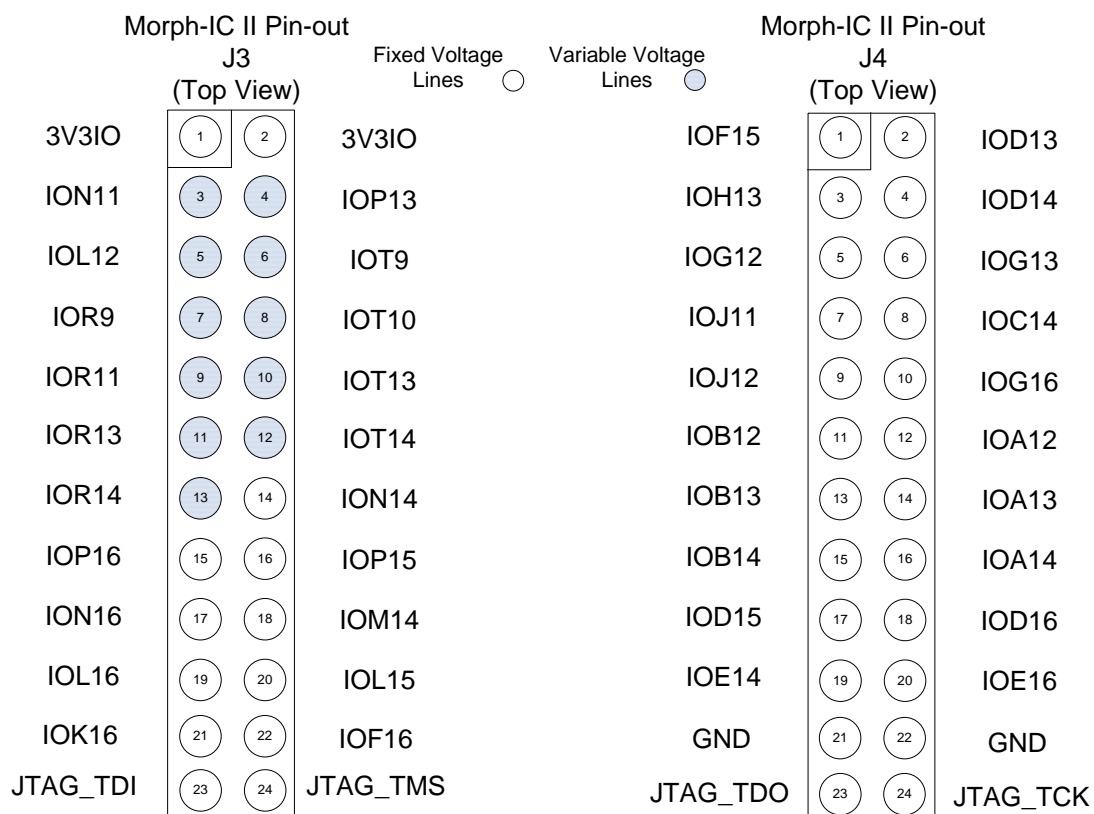 Morph-IC II Pin-out
J3
(Top View)
Fixed Voltage
Lines
Variable Voltage
Lines
Morph-IC II Pin-out
J4
(Top View)
3V3IO 1 2 3V3IO
ION11 3 4 IOP13
IOL12 5 6 IOT9
IOR9 7 8 IOT10
IOR11 9 10 IOT13
IOR13 11 12 IOT14
IOR14 13 14 ION14
IOP16 15 16 IOP15
ION16 17 18 IOM14
IOL16 19 20 IOL15
IOK16 21 22 IOF16
JTAG_TDI 23 24 JTAG_TMS
IOF15 1 2 IOD13
IOH13 3 4 IOD14
IOG12 5 6 IOG13
IOJ11 7 8 IOC14
IOJ12 9 10 IOG16
IOB12 11 12 IOA12
IOB13 13 14 IOA13
IOB14 15 16 IOA14
IOD15 17 18 IOD16
IOE14 19 20 IOE16
GND 21 22 GND
JTAG_TDO 23 24 JTAG_TCK